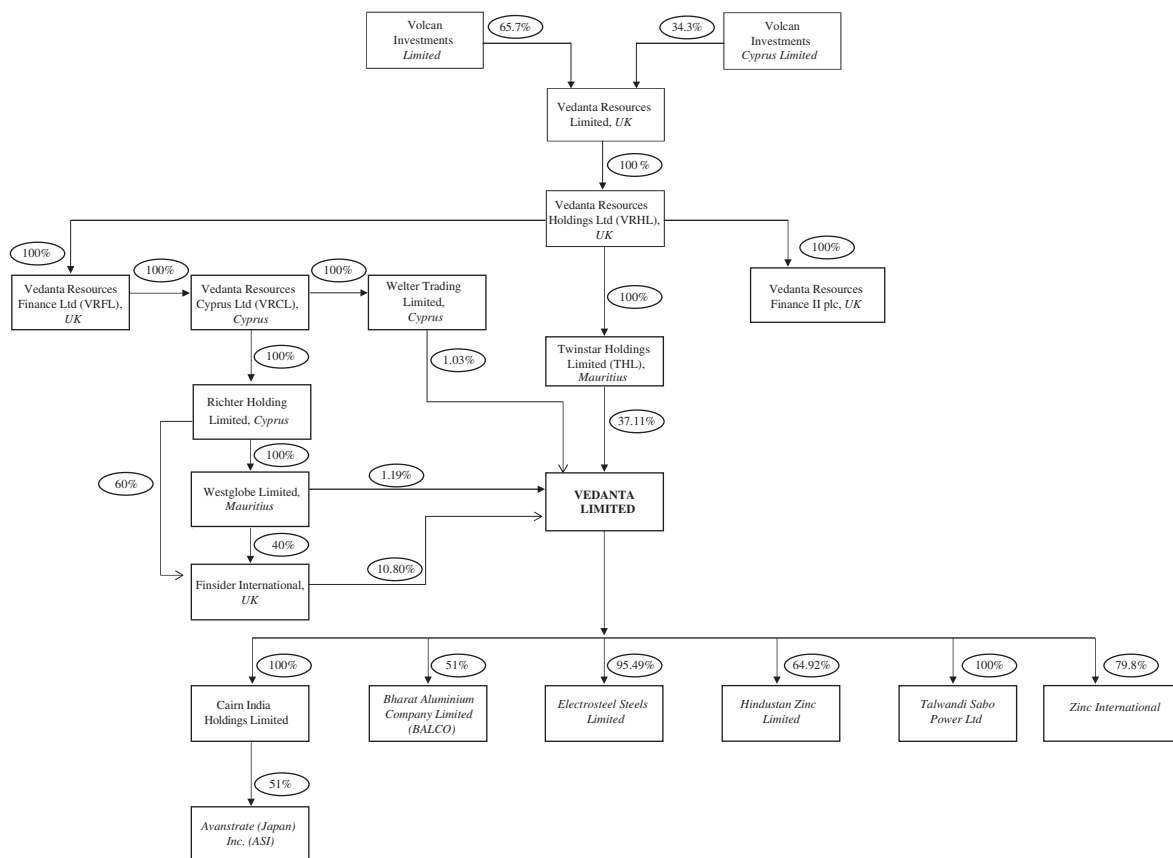 Volcan
Investments
Limited
65.7%
34.3%
Volcan
Investments
Cyprus Limited
Vedanta Resources
Limited, UK
100 %
Vedanta Resources
Holdings Ltd (VRHL),
UK
100%
100%
100%
100%
100%
Vedanta Resources
Finance Ltd (VRFL),
UK
Vedanta Resources
Cyprus Ltd (VRCL),
Cyprus
Welter Trading
Limited,
Cyprus
Vedanta Resources
Finance II plc, UK
100%
1.03%
Twinstar Holdings
Limited (THL),
Mauritius
Richter Holding
Limited, Cyprus
37.11%
100%
60%
Westglobe Limited,
Mauritius
1.19%
VEDANTA
LIMITED
40%
Finsider International,
UK
10.80%
100%
51%
95.49%
64.92%
100%
79.8%
Cairn India
Holdings Limited
Bharat Aluminium
Company Limited
(BALCO)
Electrosteel Steels
Limited
Hindustan Zinc
Limited
Talwandi Sabo
Power Ltd
Zinc International
51%
Avanstrate (Japan)
Inc. (ASI)